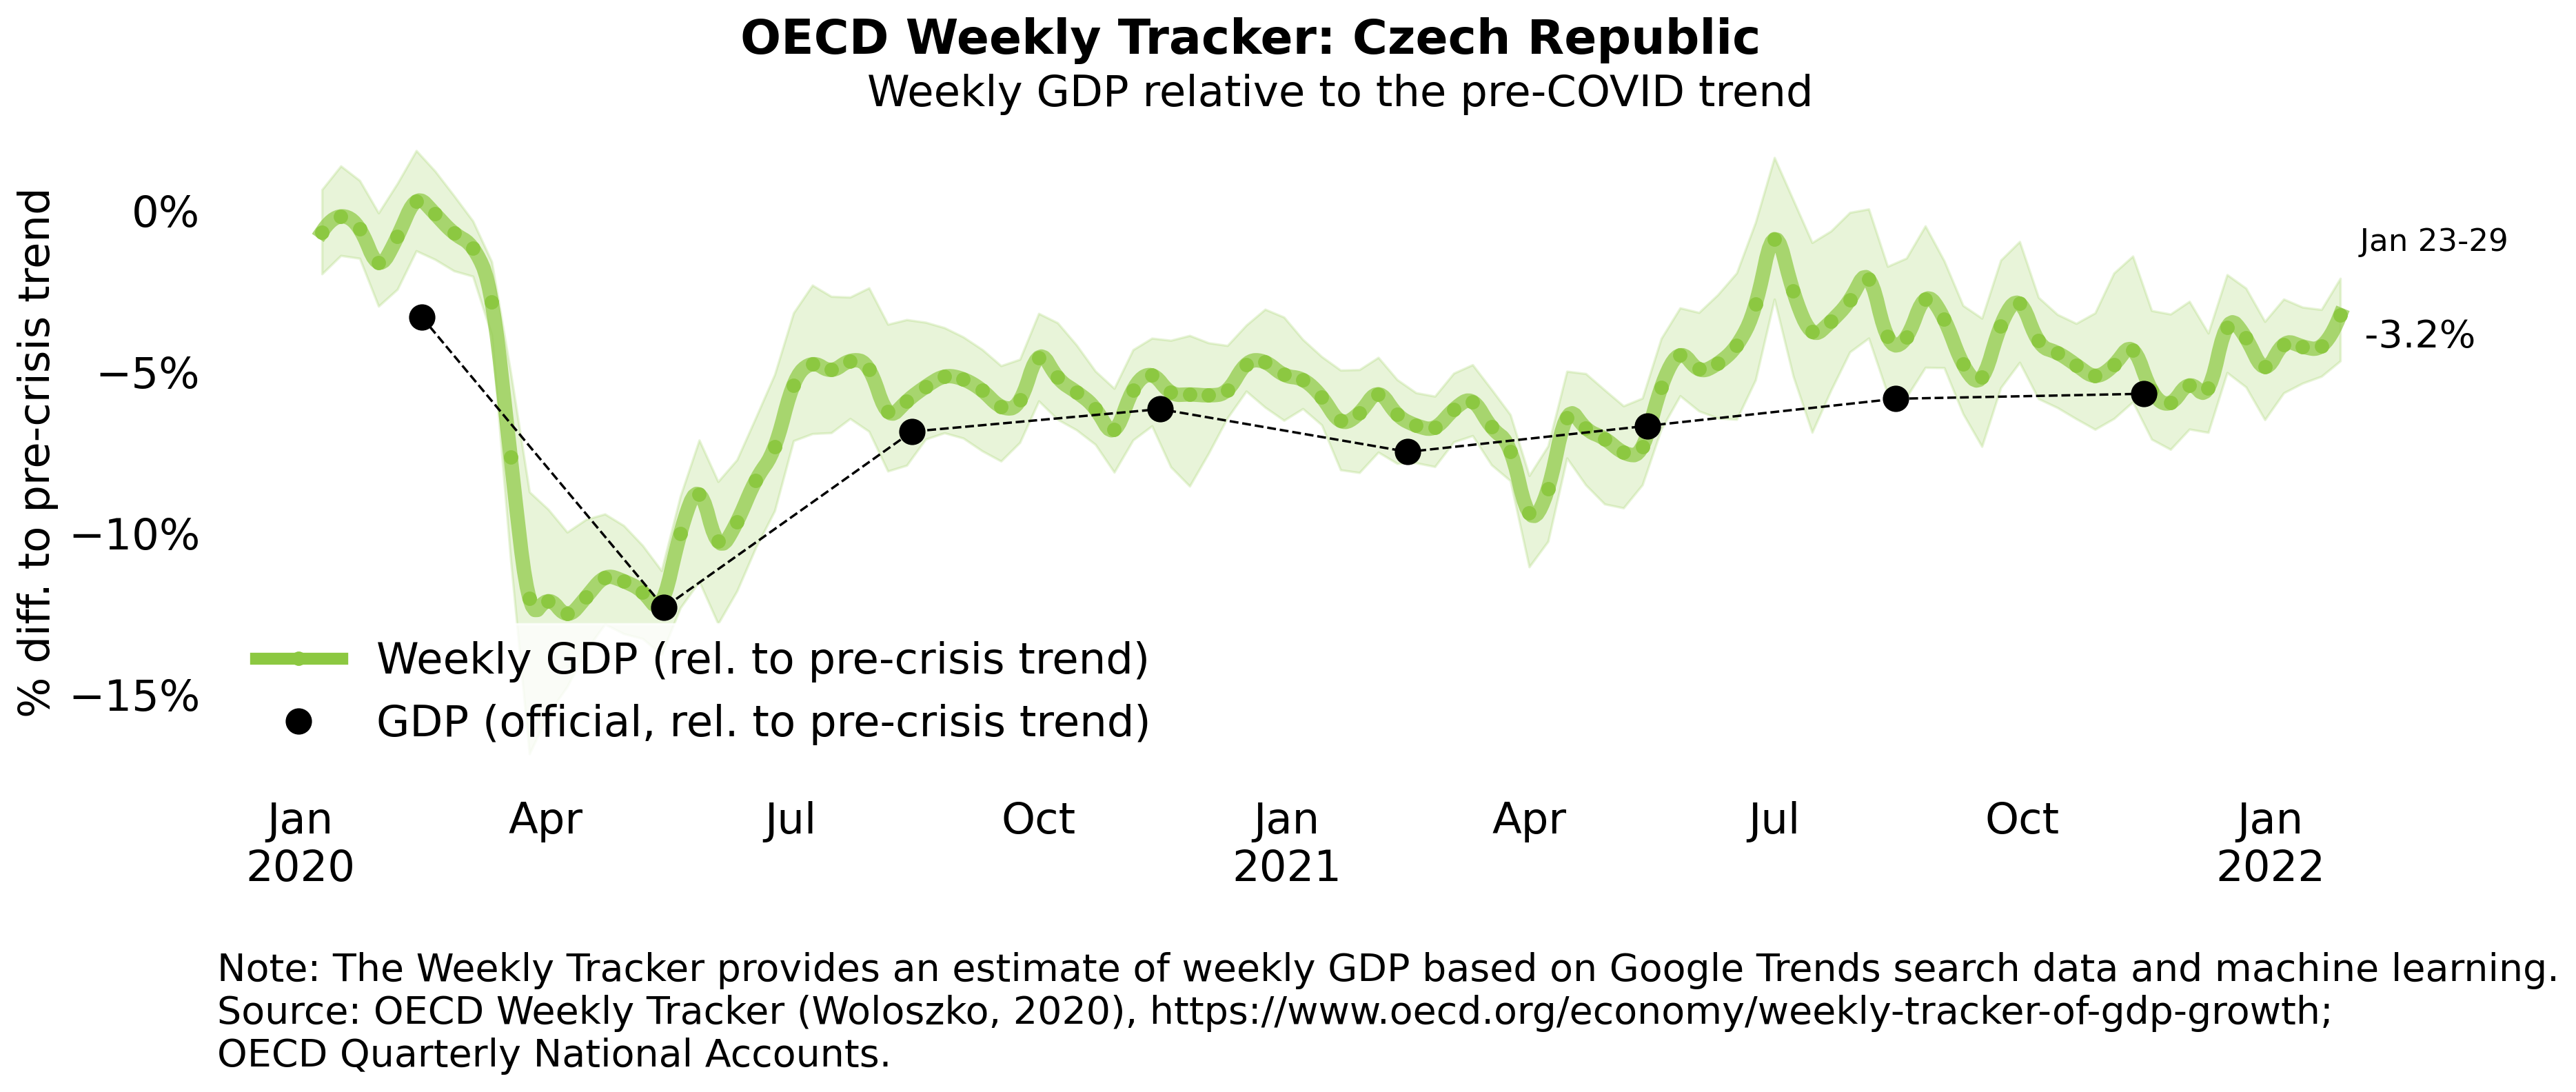 OECD Weekly Tracker: Czech Republic
Weekly GDP relative to the pre-COVID trend
% diff. to pre-crisis trend
0%
−5%
−10%
−15%
Jan 23-29
-3.2%
Weekly GDP (rel. to pre-crisis trend)
GDP (official, rel. to pre-crisis trend)
Jan Apr Jul Oct Jan Apr Jul Oct Jan
2020 2021 2022
Note: The Weekly Tracker provides an estimate of weekly GDP based on Google Trends search data and machine learning.
Source: OECD Weekly Tracker (Woloszko, 2020), https://www.oecd.org/economy/weekly-tracker-of-gdp-growth;
OECD Quarterly National Accounts.